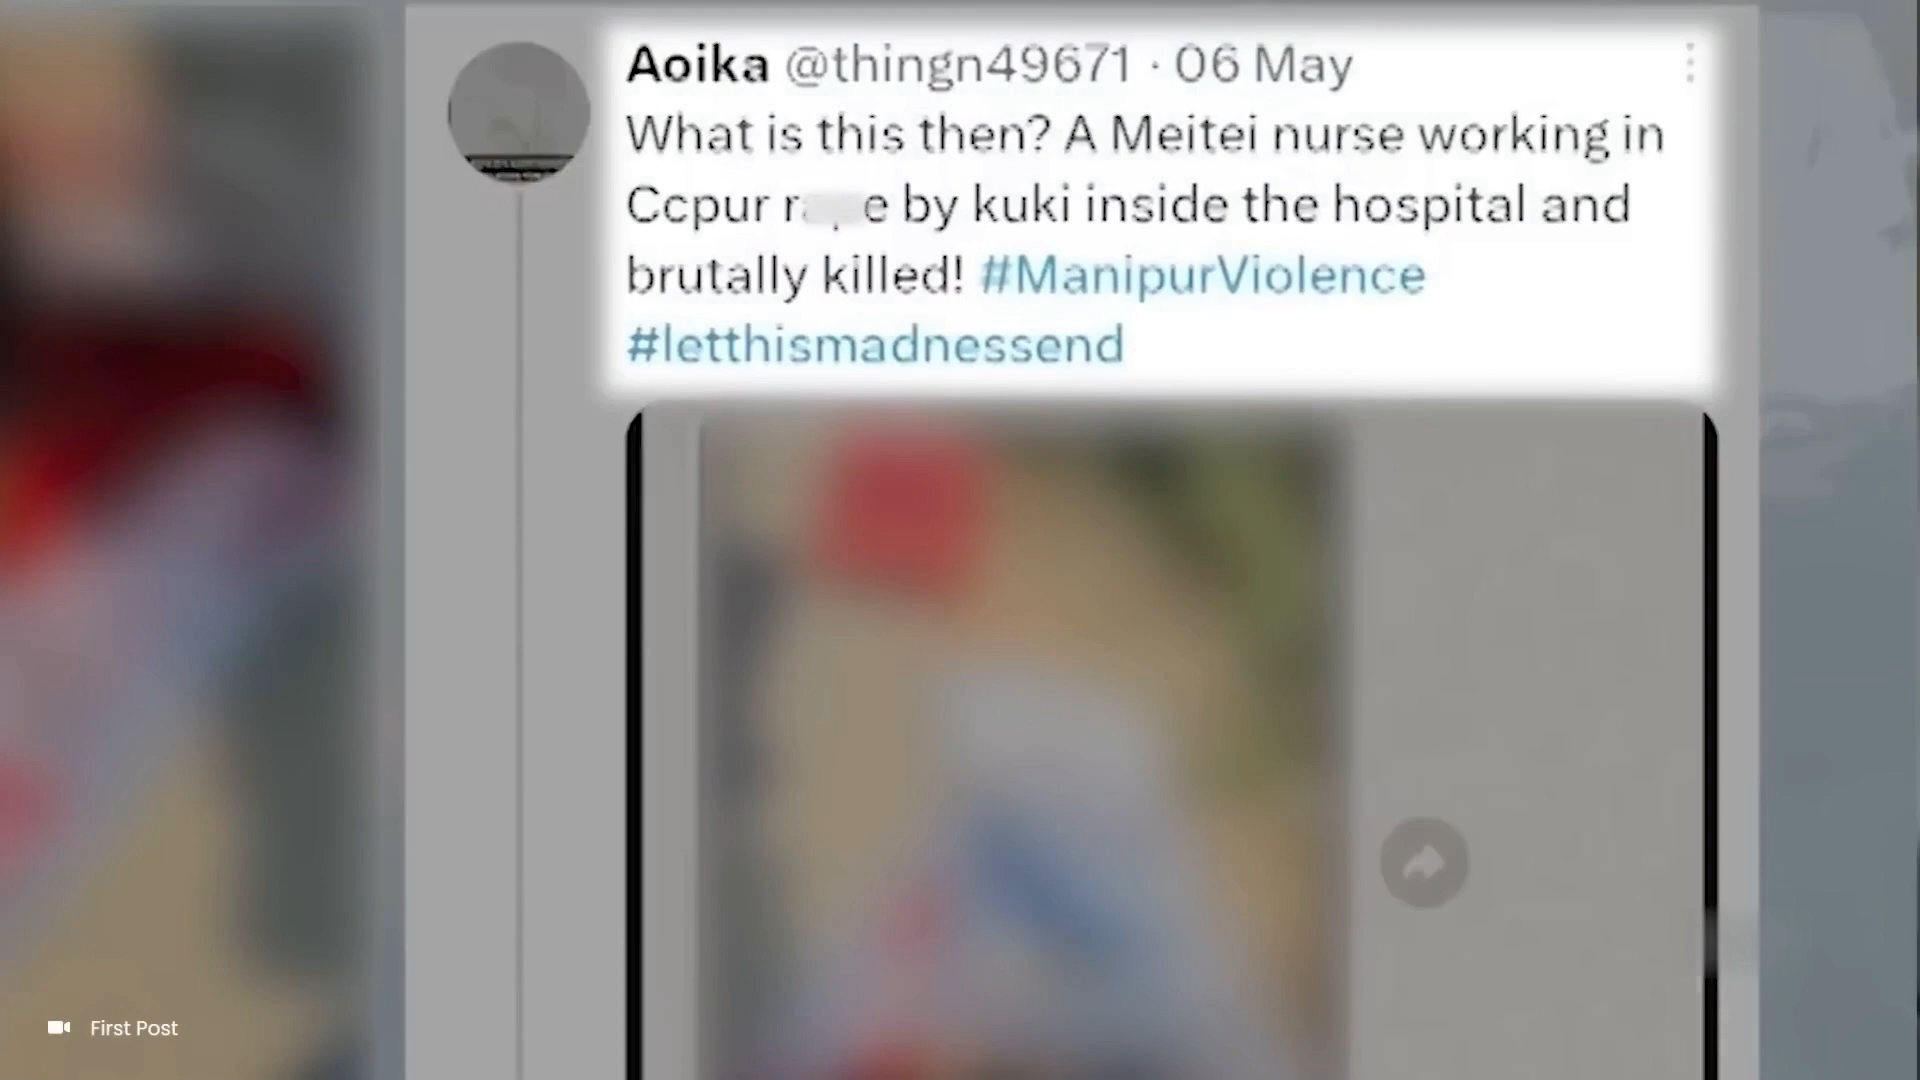 Aoika @thingn49671 · 06 May
What is this then? A Meitei nurse working in
Ccpur r e by kuki inside the hospital and
brutally killed! #ManipurViolence
#letthismadnessend
First Post